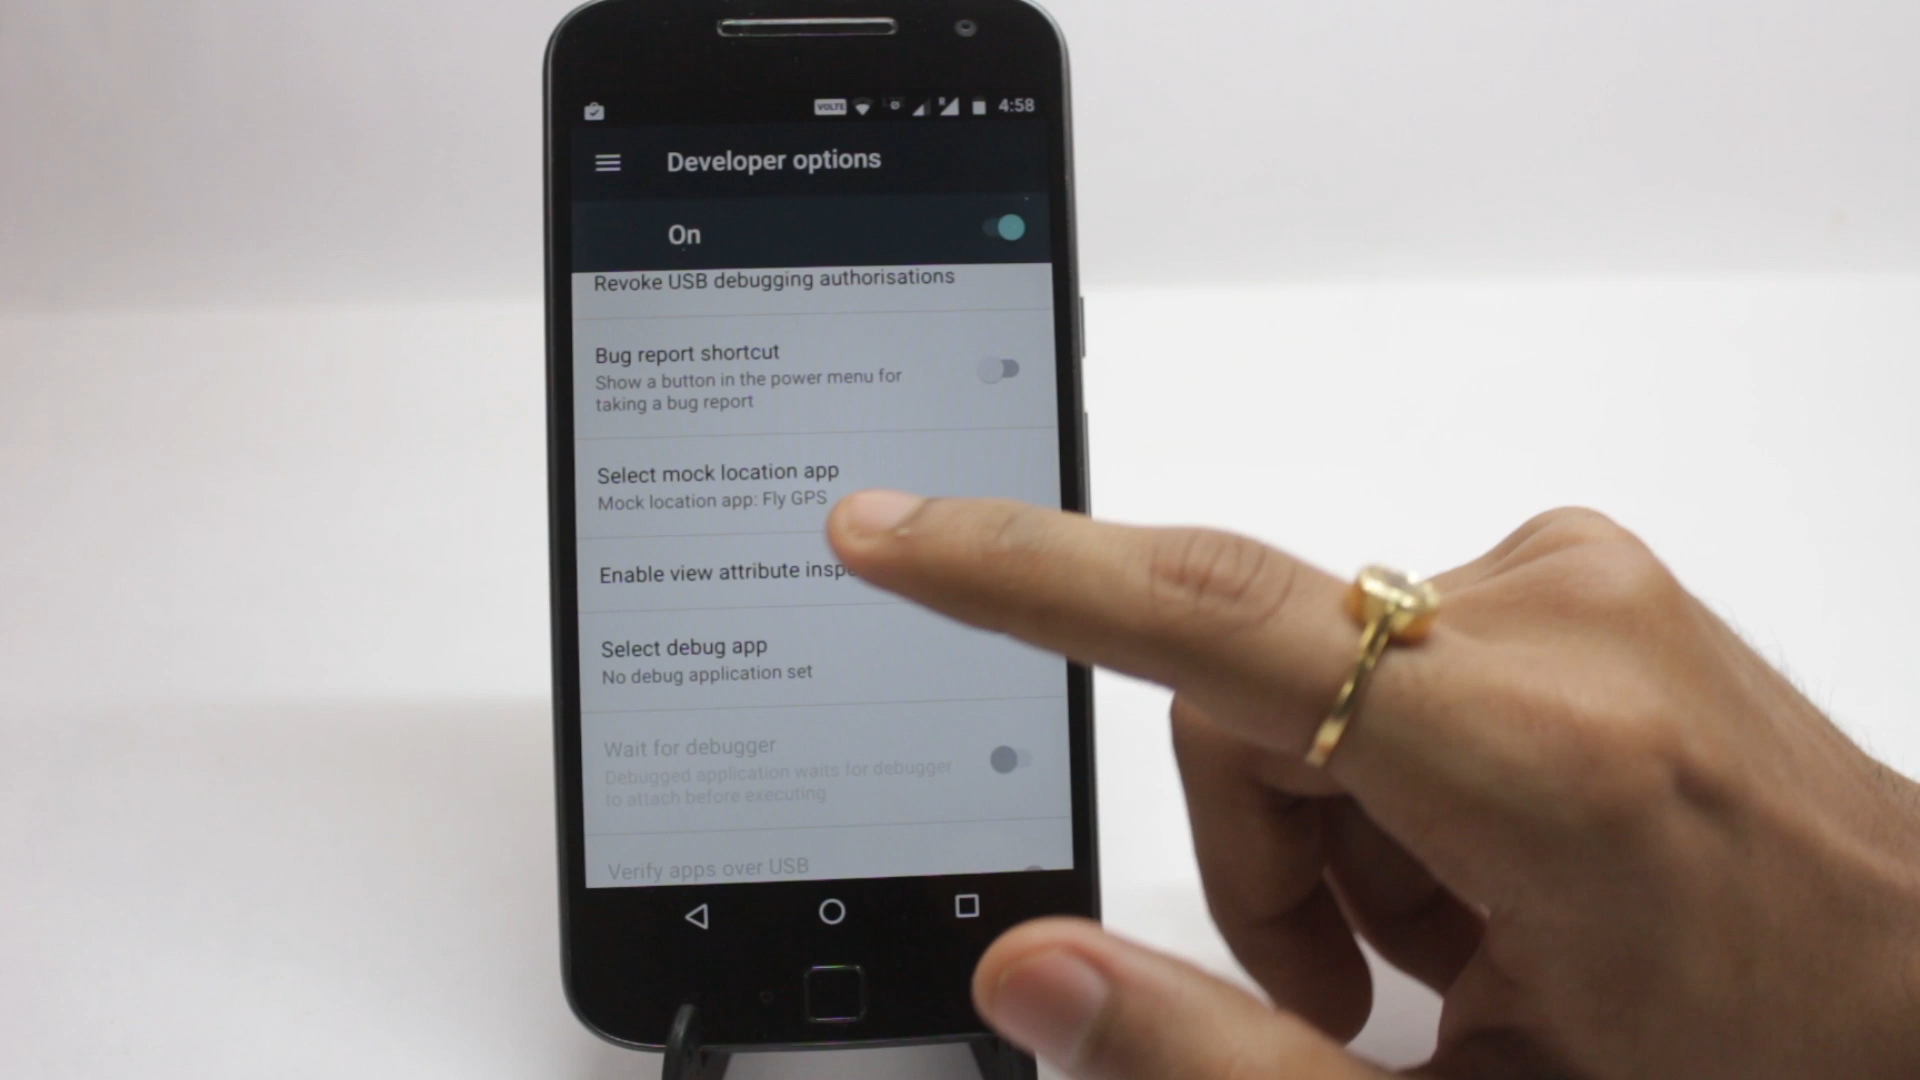 VOLTE
R
4:58
Developer options
On
Revoke USB debugging authorisations
Bug report shortcut
Show a button in the power menu for
taking a bug report
Select mock location app
Mock location app: Fly GPS
Enable view attribute inspe
Select debug app
No debug application set
Wait for debugger
Debugged application waits for debugger
to attach before executing
Verify apps over USB